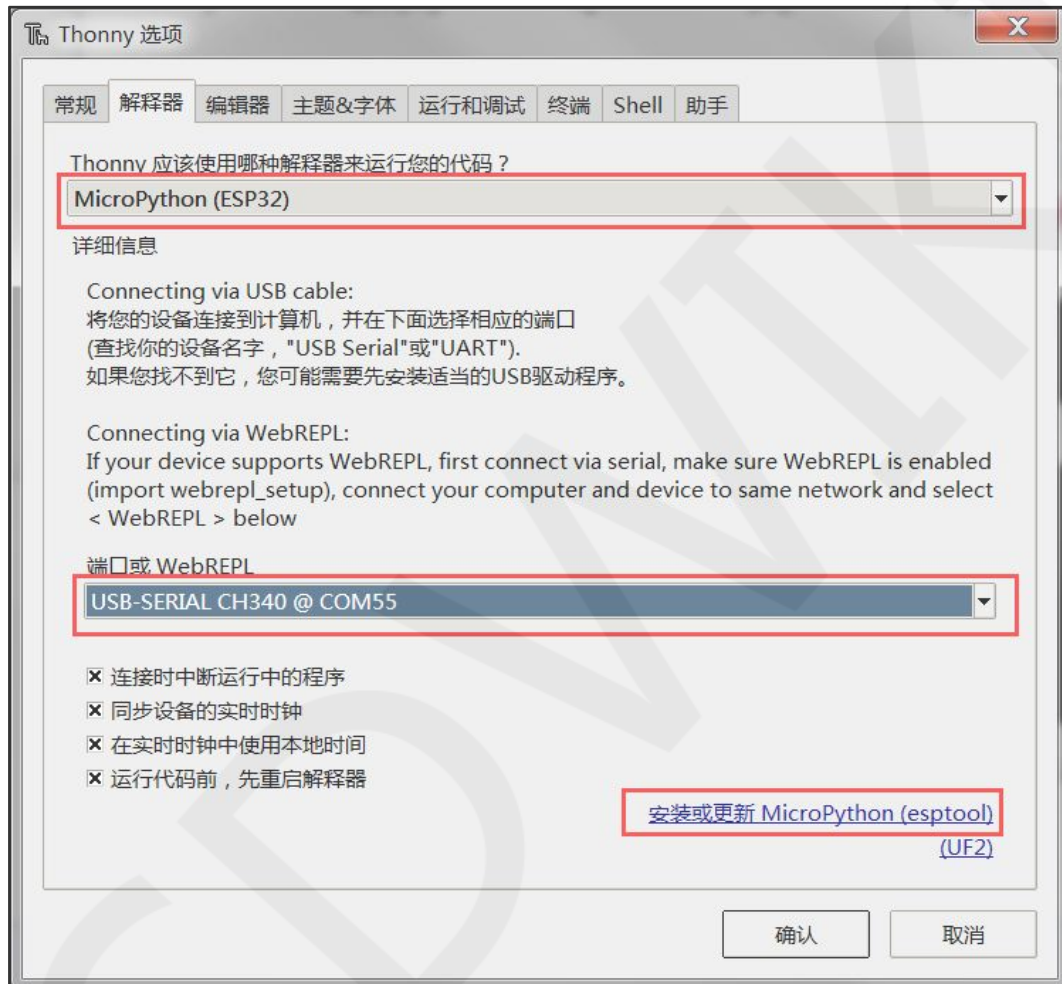 Thonny 选项
常规 解释器 编辑器 主题&字体 运行和调试 终端 Shell 助手
Thonny 应该使用哪种解释器来运行您的代码？
MicroPython (ESP32)
详细信息
Connecting via USB cable:
将您的设备连接到计算机，并在下面选择相应的端口
(查找你的设备名字，"USB Serial"或"UART").
如果您找不到它，您可能需要先安装适当的USB驱动程序。
Connecting via WebREPL:
If your device supports WebREPL, first connect via serial, make sure WebREPL is enabled
(import webrepl_setup), connect your computer and device to same network and select
< WebREPL > below
端口或 WebREPL
USB-SERIAL CH340 @ COM55
连接时中断运行中的程序
同步设备的实时时钟
在实时时钟中使用本地时间
运行代码前，先重启解释器
安装或更新 MicroPython (esptool)
(UF2)
确认 取消